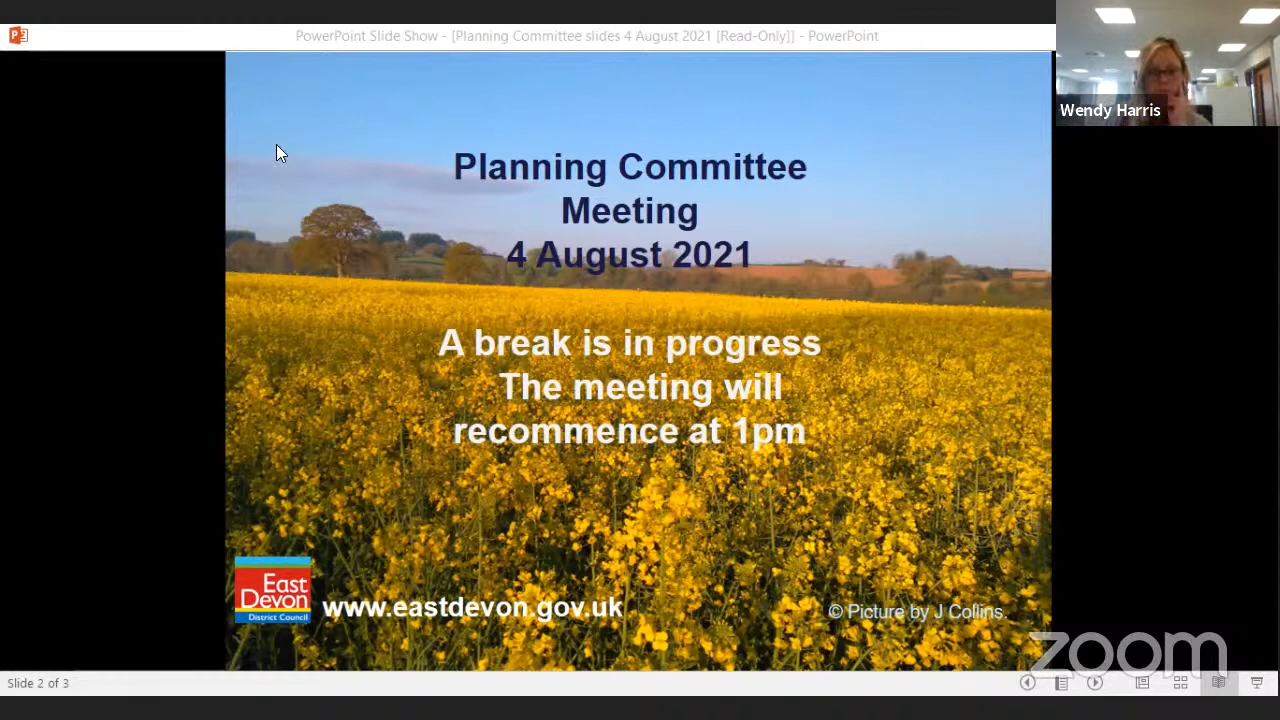 PowerPoint Slide Show - [Planning Committee slides 4 August 2021 [Read-Only]] - PowerPoint
Wendy Harris
Planning Committee
Meeting
4 August 2021
A break is in progress
The meeting will
recommence at 1pm
East
Devon
District Council
www.eastdevon.gov.uk
© Picture by J Collins.
zoom
Slide 2 of 3